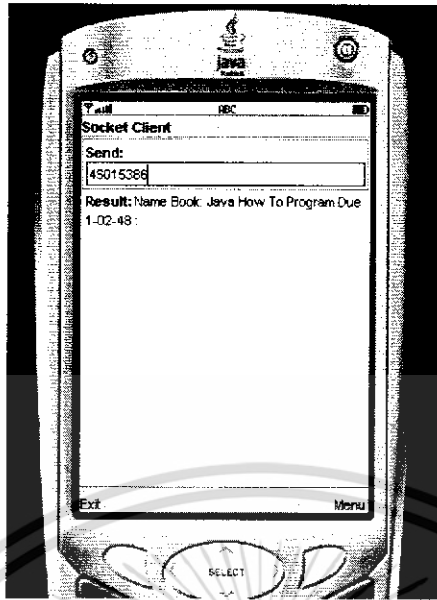 Java
ABC
Socket Client
Send:
46015386
Result: Name Book: Java How To Program Due
1-02-48 :
Exit Menu
SELECT